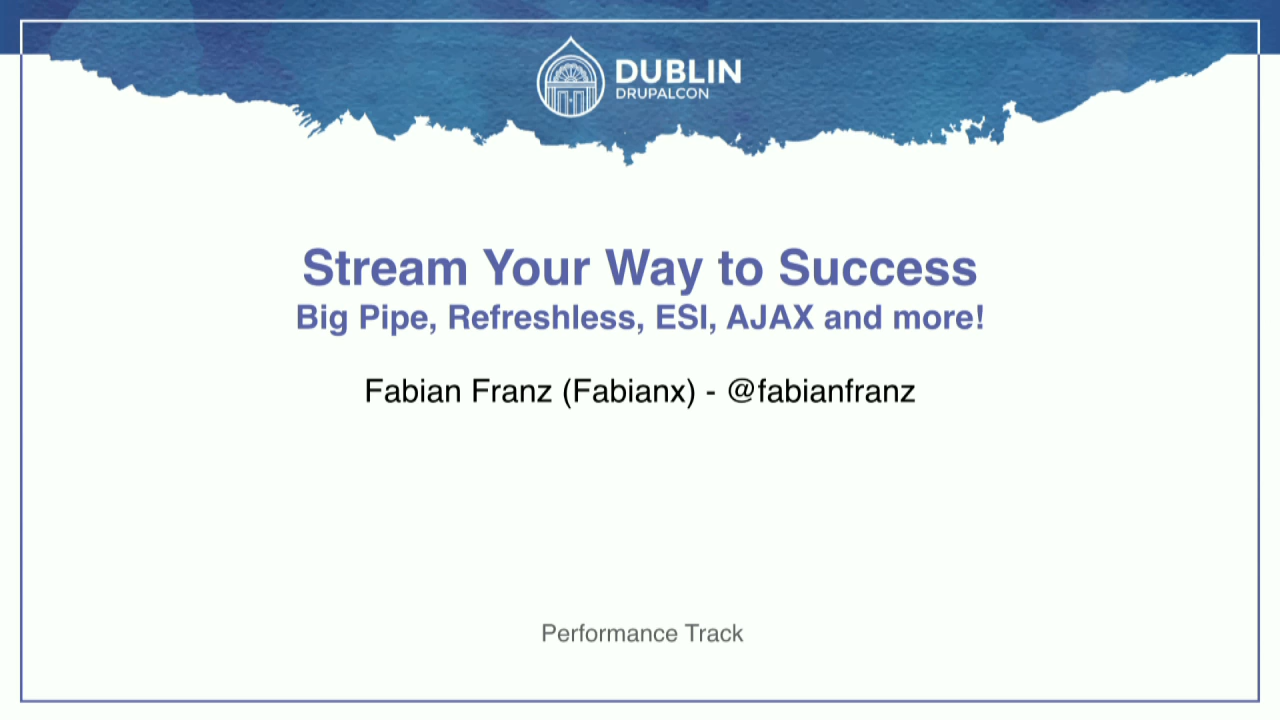 DUBLIN
DRUPALCON
Stream Your Way to Success
Big Pipe, Refreshless, ESI, AJAX and more!
Fabian Franz (Fabianx) - @fabianfranz
Performance Track